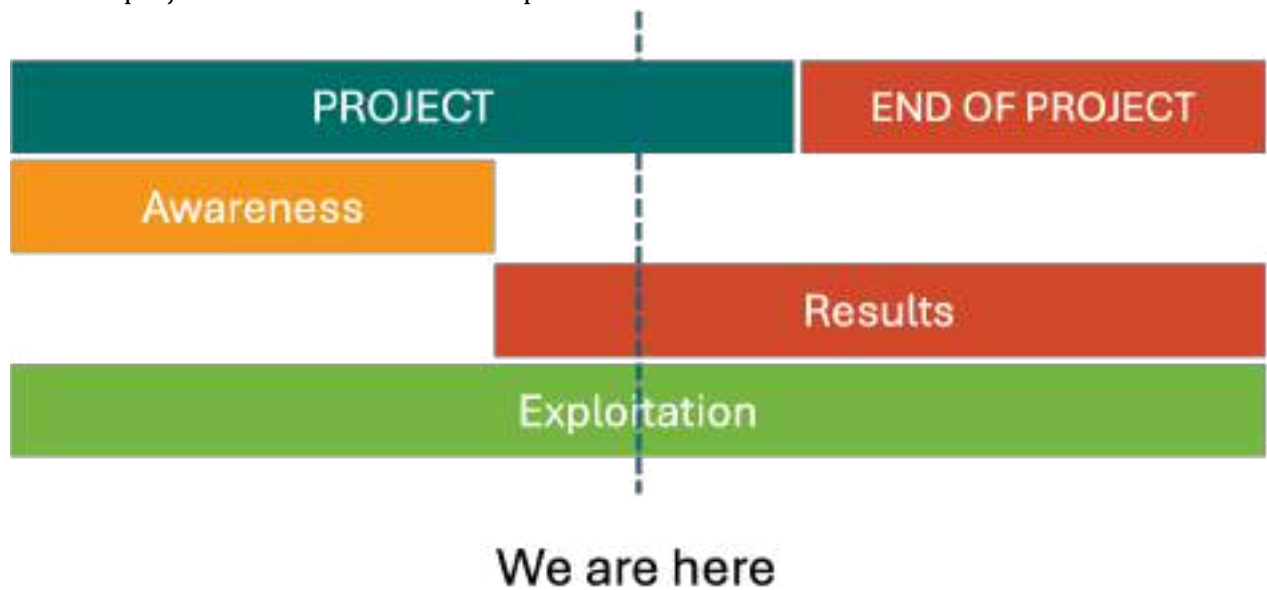 PROJECT
END OF PROJECT
Awareness
Results
Exploitation
We are here